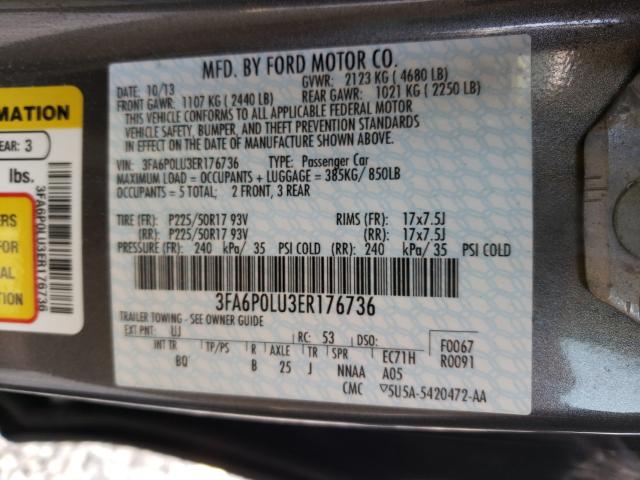 MFD. BY FORD MOTOR CO.
DATE: 10/13 GVWR: 2123 KG ( 4680 LB)
FRONT GAWR: 1107 KG ( 2440 LB) REAR GAWR: 1021 KG ( 2250 LB)
THIS VEHICLE CONFORMS TO ALL APPLICABLE FEDERAL MOTOR
VEHICLE SAFETY, BUMPER, AND THEFT PREVENTION STANDARDS
IN EFFECT ON THE DATE OF MANUFACTURE SHOWN ABOVE.
VIN: 3FA6P0LU3ER176736 TYPE: Passenger Car
MAXIMUM LOAD = OCCUPANTS + LUGGAGE = 385KG/ 850LB
OCCUPANTS = 5 TOTAL; 2 FRONT, 3 REAR
TIRE (FR): P225/50R17 93V RIMS (FR): 17x7.5J
(RR): P225/50R17 93V (RR): 17x7.5J
PRESSURE (FR): 240 kPa/ 35 PSI COLD (RR): 240 kPa/ 35 PSI COLD
3FA6P0LU3ER176736
TRAILER TOWING - SEE OWNER GUIDE
EXT PNT: UJ RC: 53 DSO: F0067
INT TR TP/PS R AXLE TR SPR EC71H R0091
BQ B 25 J NNAA A05
CMC ▽5U5A-5420472-AA
MATION
EAR: 3
lbs.
ERS
FOR
AL
ION
3FA6P0LU3ER176736